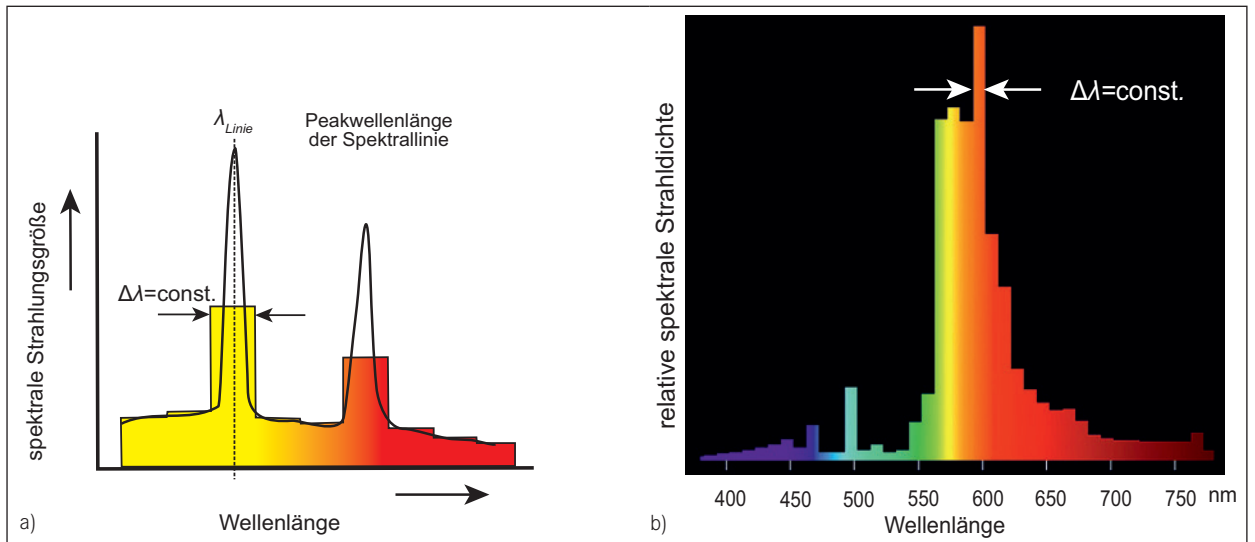 λLinie
Peakwellenlänge
der Spektrallinie
spektrale Strahlungsgröße
Δλ=const.
Wellenlänge
a)
relative spektrale Strahldichte
Δλ=const.
400 450 500 550 600 650 700 750 nm
Wellenlänge
b)